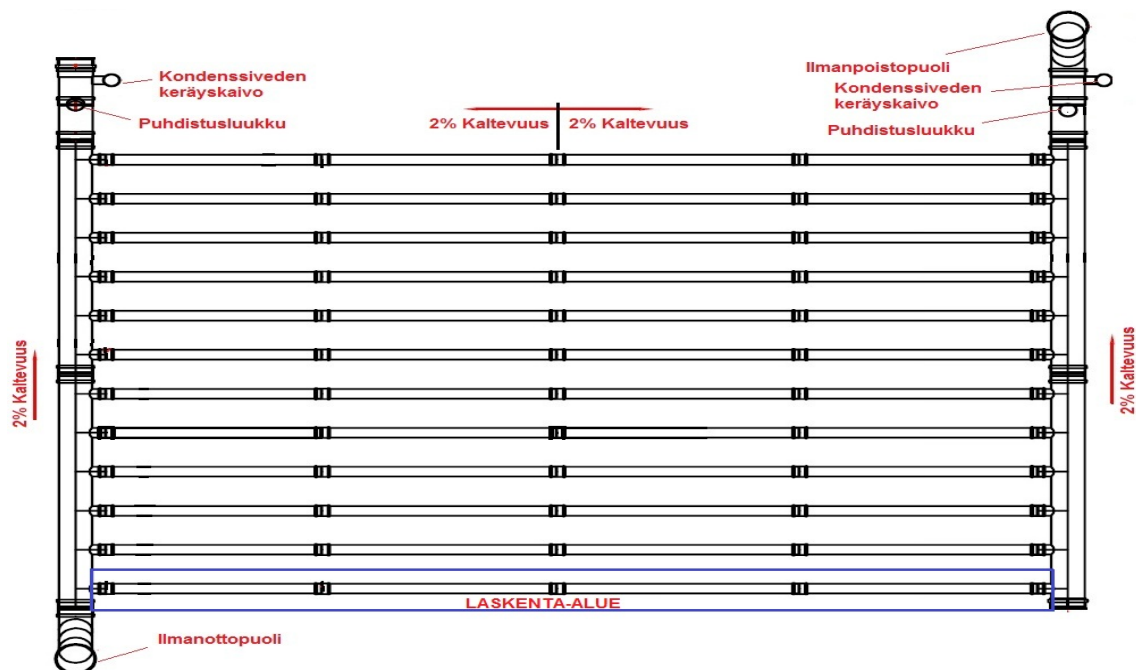 Ilmanpoistopuoli
Kondenssiveden
keräyskaivo
Kondenssiveden
keräyskaivo
Puhdistusluukku
2% Kaltevuus
2% Kaltevuus
Puhdistusluukku
2% Kaltevuus
2% Kaltevuus
LASKENTA-ALUE
Ilmanottopuoli